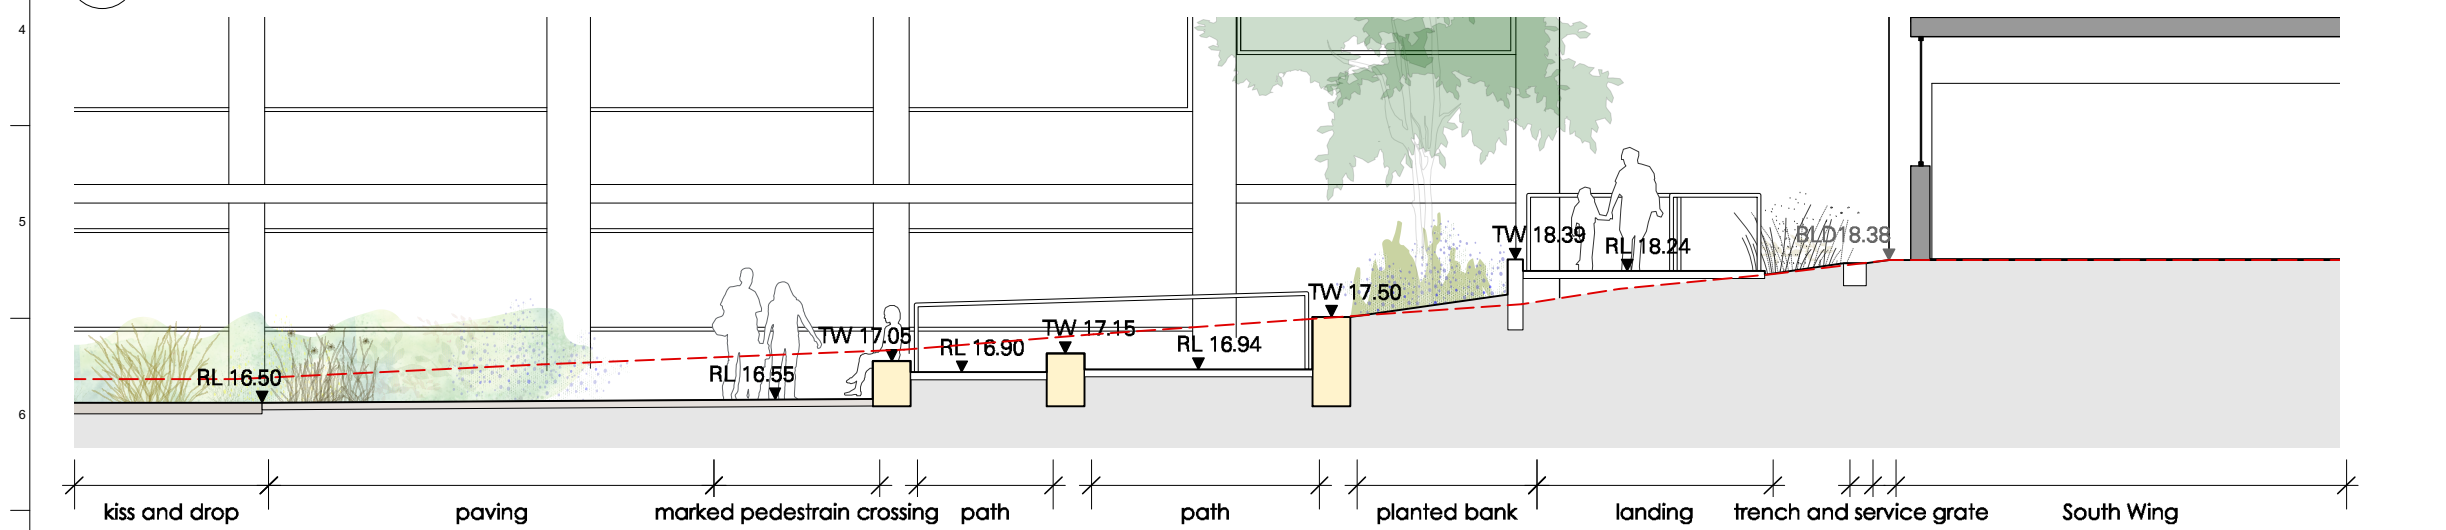 4
5
6
TW 18.39
RL 18.24
BLD18.38
TW 17.50
TW 17.05
TW 17.15
RL 16.90
RL 16.94
RL 16.50
RL 16.55
kiss and drop
paving
marked pedestrain crossing
path
path
planted bank
landing
trench and service grate
South Wing